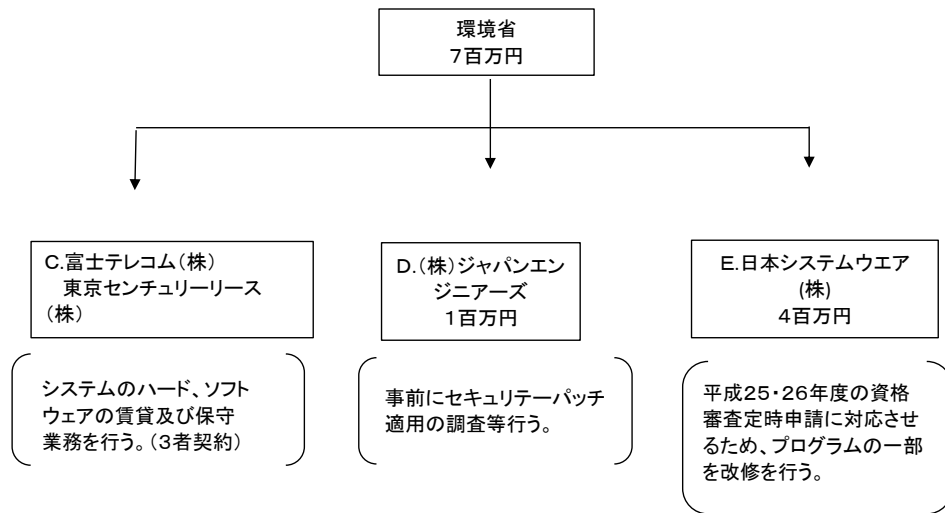 環境省
7百万円
C.富士テレコム(株)
東京センチュリーリース
(株)
システムのハード、ソフト
ウェアの賃貸及び保守
業務を行う。(3者契約)
D.(株)ジャパンエン
ジニアーズ
1百万円
事前にセキュリテーパッチ
適用の調査等行う。
E.日本システムウエア
(株)
4百万円
平成25・26年度の資格
審査定時申請に対応させ
るため、プログラムの一部
を改修を行う。